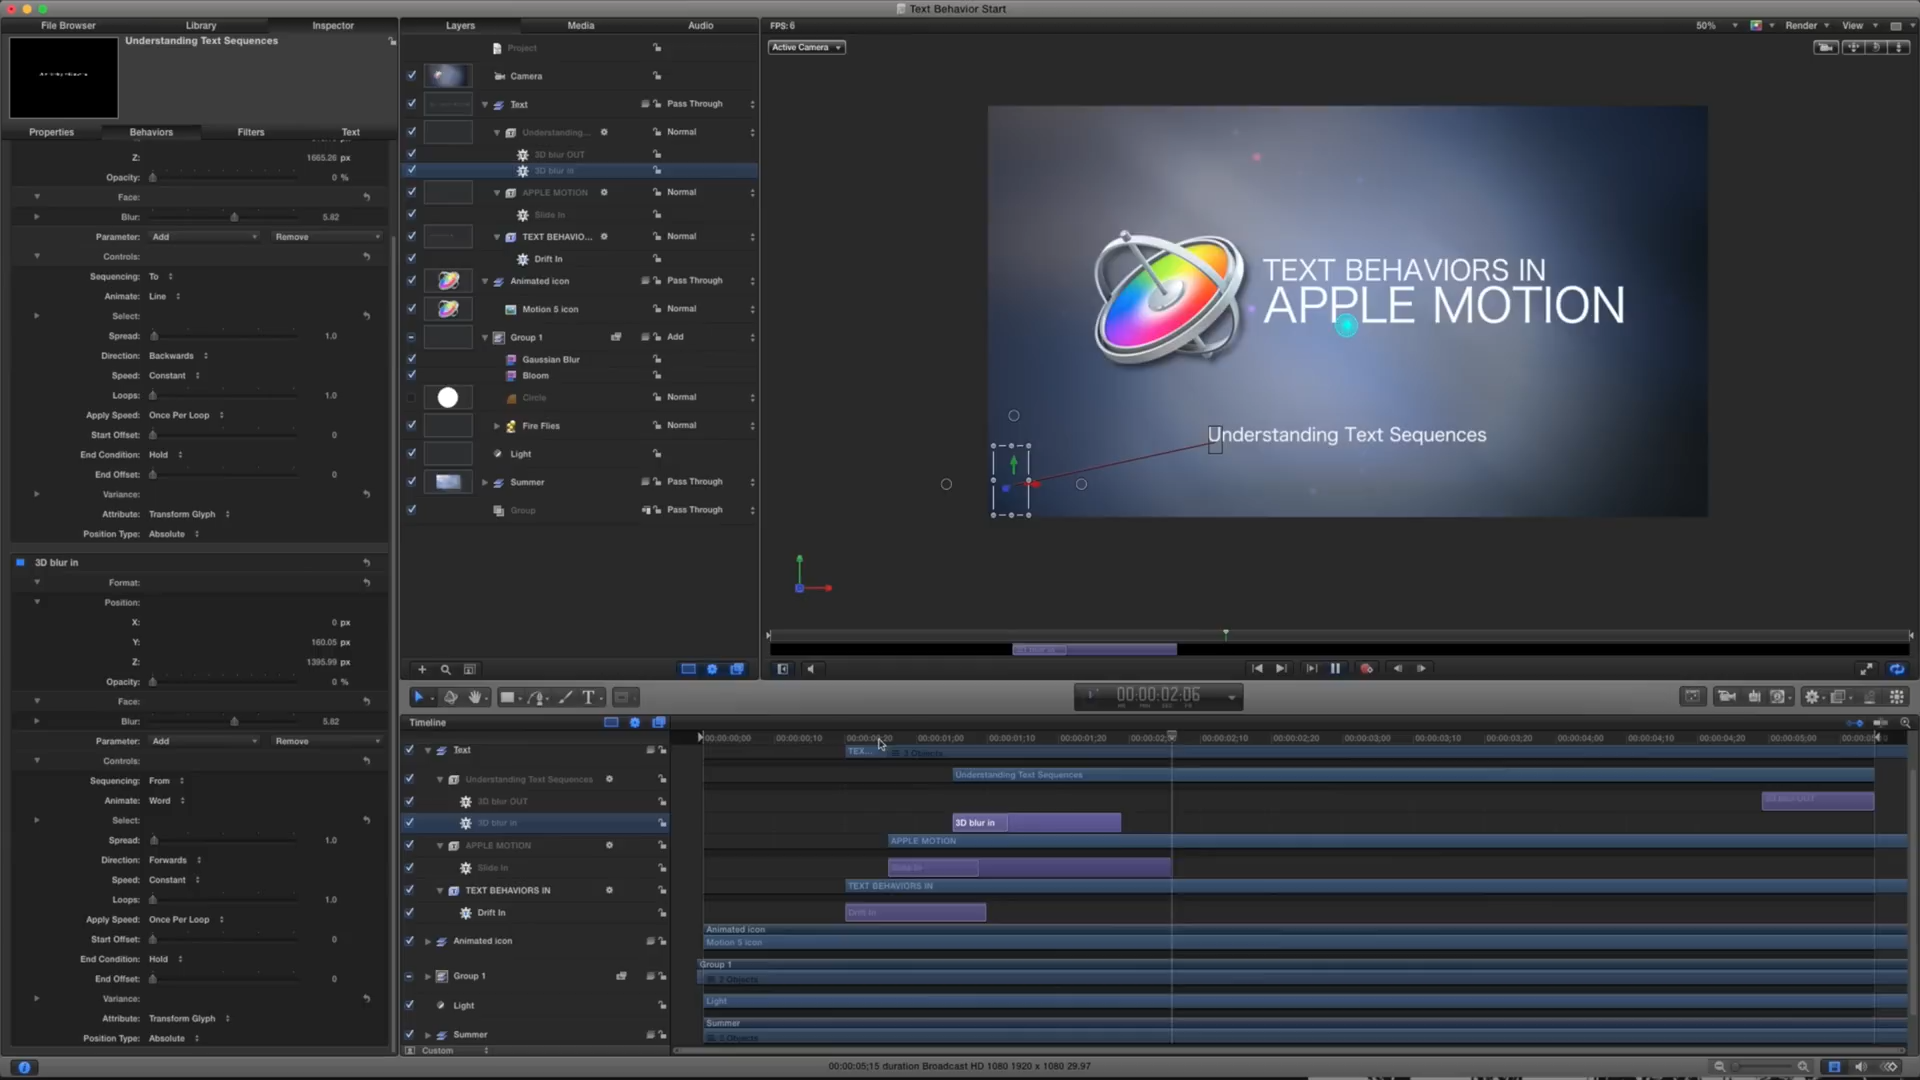 Text Behavior Start
File Browser Library Inspector
Understanding Text Sequences
Properties Behaviors Filters Text
Z: 1665.26 px
Opacity: 0 %
Face:
Blur: 5.82
Parameter: Add Remove
Controls:
Sequencing: To
Animate: Line
Select:
Spread: 1.0
Direction: Backwards
Speed: Constant
Loops: 1.0
Apply Speed: Once Per Loop
Start Offset: 0
End Condition: Hold
End Offset: 0
Variance:
Attribute: Transform Glyph
Position Type: Absolute
3D blur in
Format:
Position:
X: 0 px
Y: 160.05 px
Z: 1395.99 px
Opacity: 0 %
Face:
Blur: 5.82
Parameter: Add Remove
Controls:
Sequencing: From
Animate: Word
Select:
Spread: 1.0
Direction: Forwards
Speed: Constant
Loops: 1.0
Apply Speed: Once Per Loop
Start Offset: 0
End Condition: Hold
End Offset: 0
Variance:
Attribute: Transform Glyph
Position Type: Absolute
Layers Media Audio
Project
Camera
Text Pass Through
Understanding... Normal
3D blur OUT
3D blur in
APPLE MOTION Normal
Slide In
TEXT BEHAVIO... Normal
Drift In
Animated icon Pass Through
Motion 5 icon Normal
Group 1 Add
Gaussian Blur
Bloom
Circle Normal
Fire Flies Normal
Light
Summer Pass Through
Group Pass Through
FPS: 6 50% Render View
Active Camera
TEXT BEHAVIORS IN
APPLE MOTION
Understanding Text Sequences
00:00:02:06
Timeline
00:00:00;00 00:00:00;10 00:00:01;00 00:00:01;10 00:00:01;20 00:00:02;10 00:00:02;20 00:00:03;00 00:00:03;10 00:00:03;20 00:00:04;00 00:00:04;10 00:00:04;20 00:00:05;00
Text TEX... 3 Objects
Understanding Text Sequences Understanding Text Sequences
3D blur OUT 3D blur OUT
3D blur in 3D blur in
APPLE MOTION APPLE MOTION
Slide In Slide In
TEXT BEHAVIORS IN TEXT BEHAVIORS IN
Drift In Drift In
Animated icon Animated icon
Motion 5 icon
Group 1 Group 1
2 Objects
Light Light
Summer Summer
2 Objects
Custom
00:00:05;15 duration Broadcast HD 1080 1920 x 1080 29.97